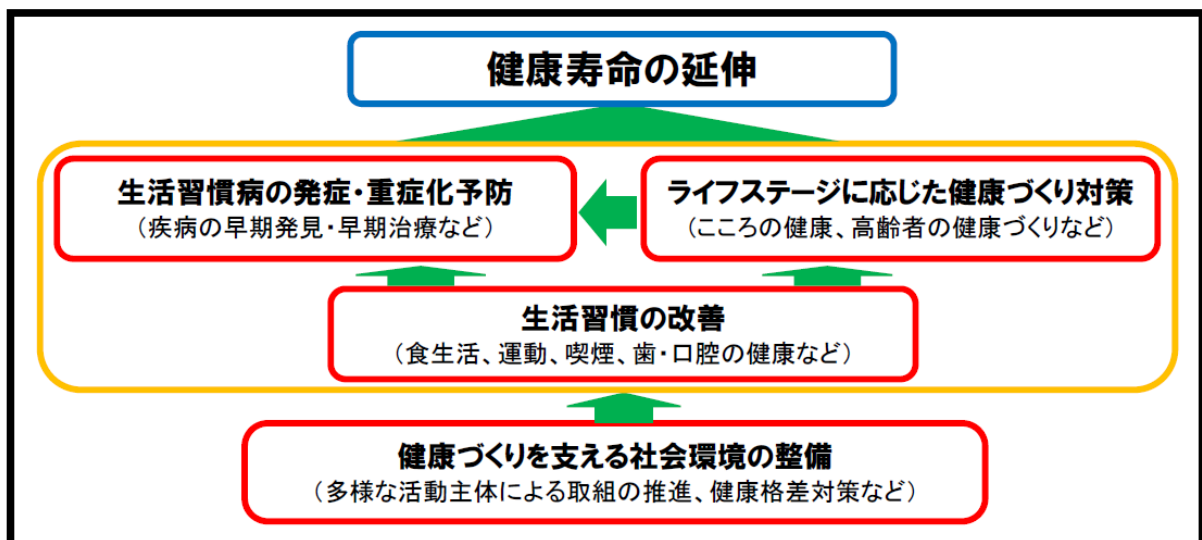 健康寿命の延伸
生活習慣病の発症・重症化予防
（疾病の早期発見・早期治療など）
ライフステージに応じた健康づくり対策
（こころの健康、高齢者の健康づくりなど）
生活習慣の改善
（食生活、運動、喫煙、歯・口腔の健康など）
健康づくりを支える社会環境の整備
（多様な活動主体による取組の推進、健康格差対策など）